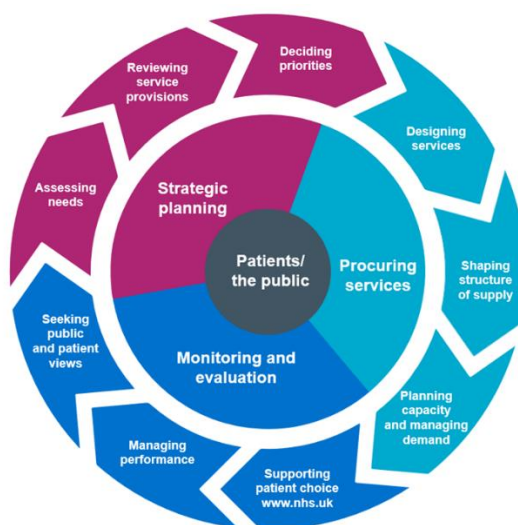 Deciding
priorities
Designing
services
Shaping
structure
of supply
Planning
capacity
and managing
demand
Supporting
patient choice
www.nhs.uk
Managing
performance
Seeking
public
and patient
views
Assessing
needs
Reviewing
service
provisions
Strategic
planning
Procuring
services
Monitoring and
evaluation
Patients/
the public